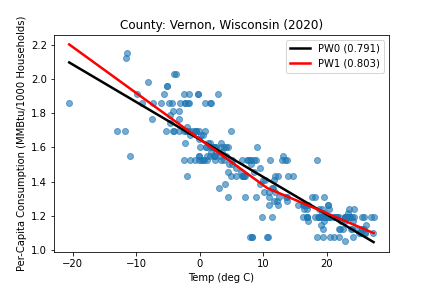 County: Vernon, Wisconsin (2020)
Per-Capita Consumption (MMBtu/1000 Households)
2.2
2.0
1.8
1.6
1.4
1.2
1.0
PW0 (0.791)
PW1 (0.803)
−20 −10 0 10 20
Temp (deg C)